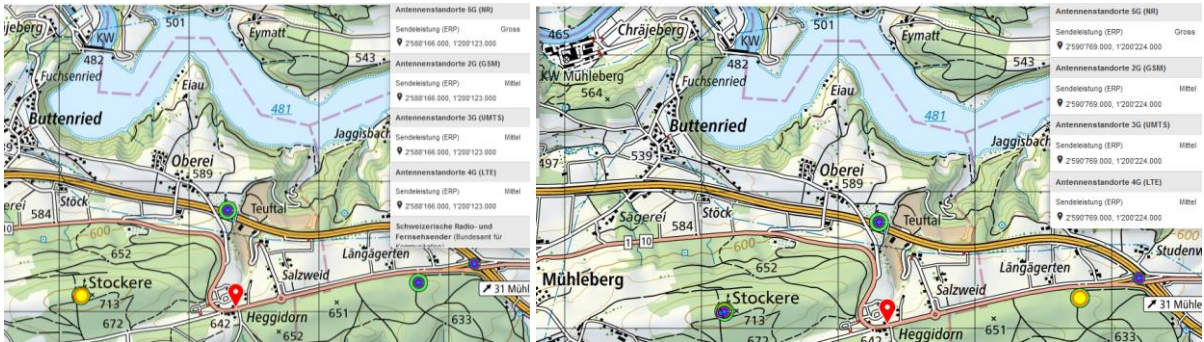 501
Eymatt
KW
482
543
Fuchsenried
Eiau
481
Buttenried
Jaggisbach
Oberei
589
584
Stöck
Teuftal
600
652
Längägerten
Stockere
713
Salzweid
672
642
Heggidorn
651
652
633
31 Mühl
Antennenstandorte 5G (NR)
Sendeleistung (ERP) Gross
2'588'166.000, 1'200'123.000
Antennenstandorte 2G (GSM)
Sendeleistung (ERP) Mittel
2'588'166.000, 1'200'123.000
Antennenstandorte 3G (UMTS)
Sendeleistung (ERP) Mittel
2'588'166.000, 1'200'123.000
Antennenstandorte 4G (LTE)
Sendeleistung (ERP) Mittel
2'588'166.000, 1'200'123.000
Schweizerische Radio- und
Fernsehsender (Bundesamt für
465
Chräjeberg
501
Eymatt
KW
482
543
KW Mühleberg
564
Fuchsenried
Eiau
481
Buttenried
Jaggisbach
539
497
Oberei
589
584
Stöck
Sägerei
Teuftal
1 10
600
652
600
Mühleberg
Längägerten
Studenw
Stockere
713
Salzweid
31 Mühle
672
642
Heggidorn
651
633
Antennenstandorte 5G (NR)
Sendeleistung (ERP) Gross
2'590'769.000, 1'200'224.000
Antennenstandorte 2G (GSM)
Sendeleistung (ERP) Mittel
2'590'769.000, 1'200'224.000
Antennenstandorte 3G (UMTS)
Sendeleistung (ERP) Mittel
2'590'769.000, 1'200'224.000
Antennenstandorte 4G (LTE)
Sendeleistung (ERP) Mittel
2'590'769.000, 1'200'224.000